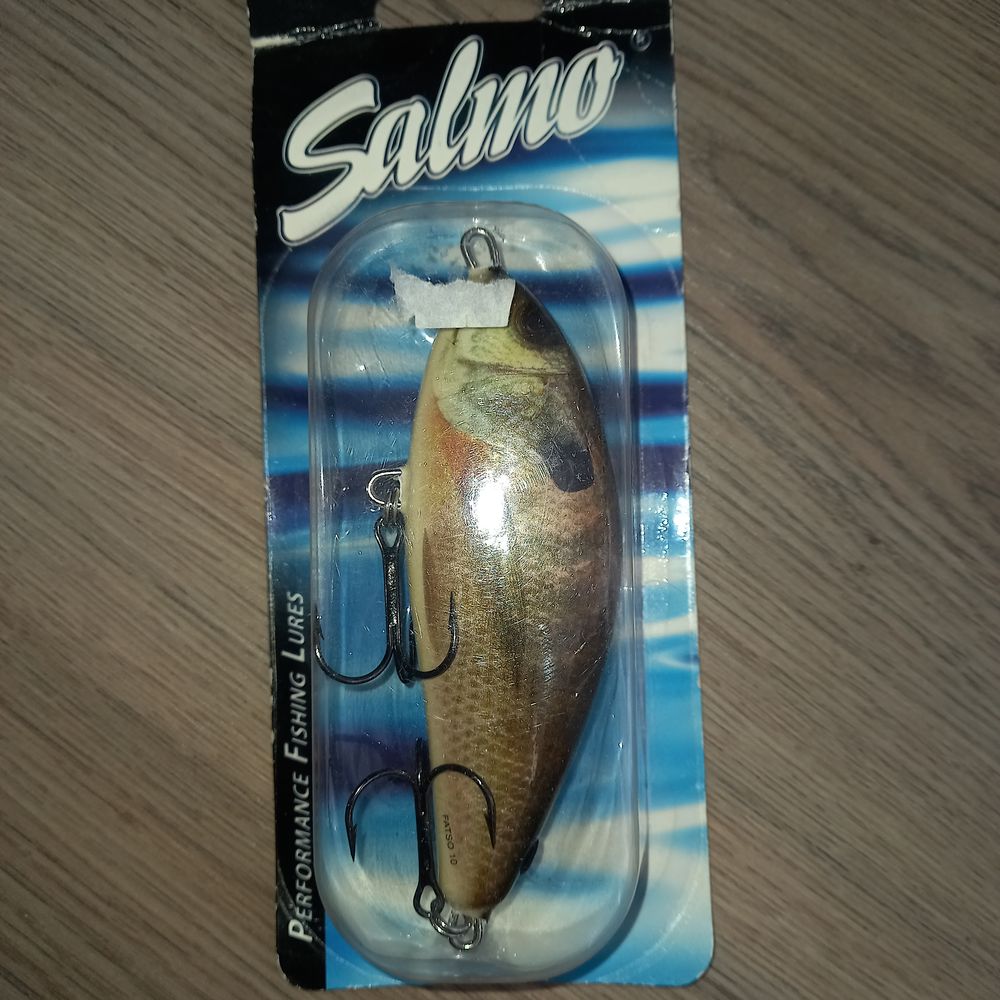 Salmo®
PERFORMANCE FISHING LURES
FATSO 10